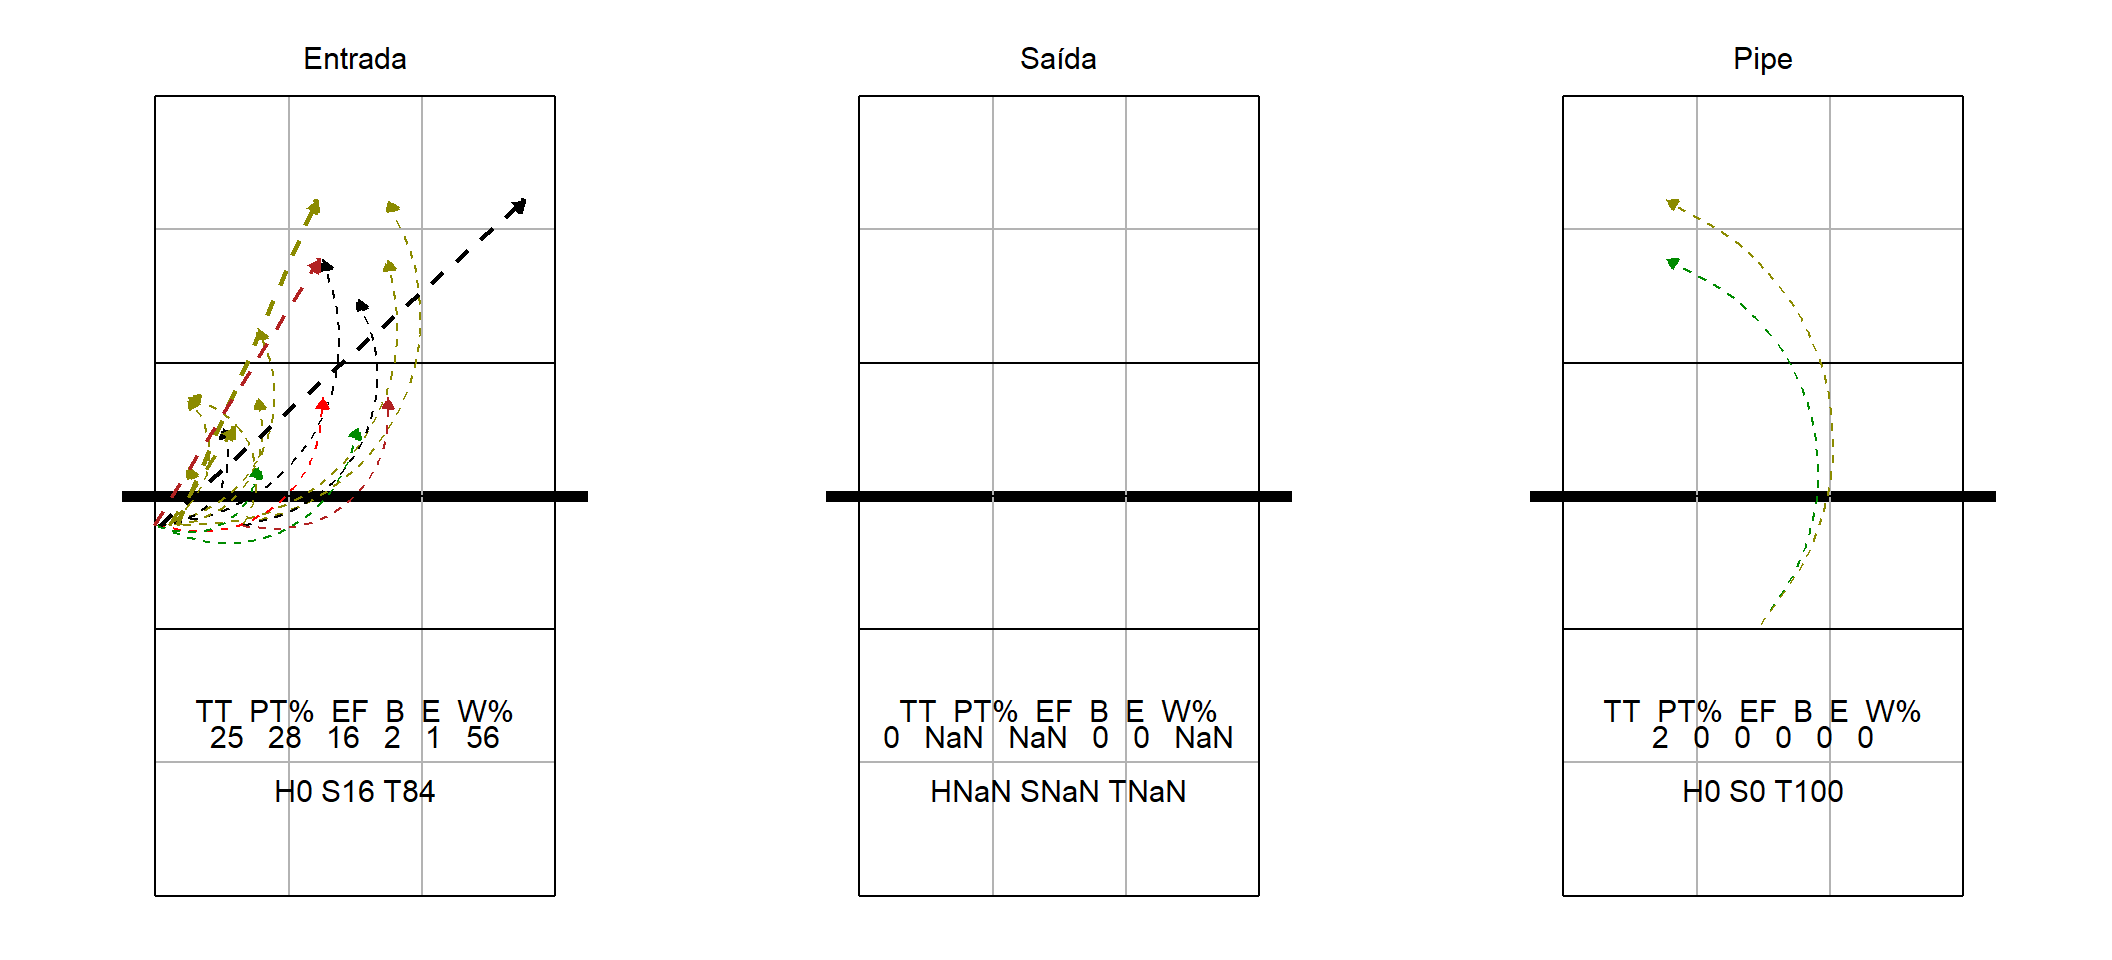 Entrada
TT PT% EF B E W%
25 28 16 2 1 56
H0 S16 T84
Saída
TT PT% EF B E W%
0 NaN NaN 0 0 NaN
HNaN SNaN TNaN
Pipe
TT PT% EF B E W%
2 0 0 0 0 0
H0 S0 T100